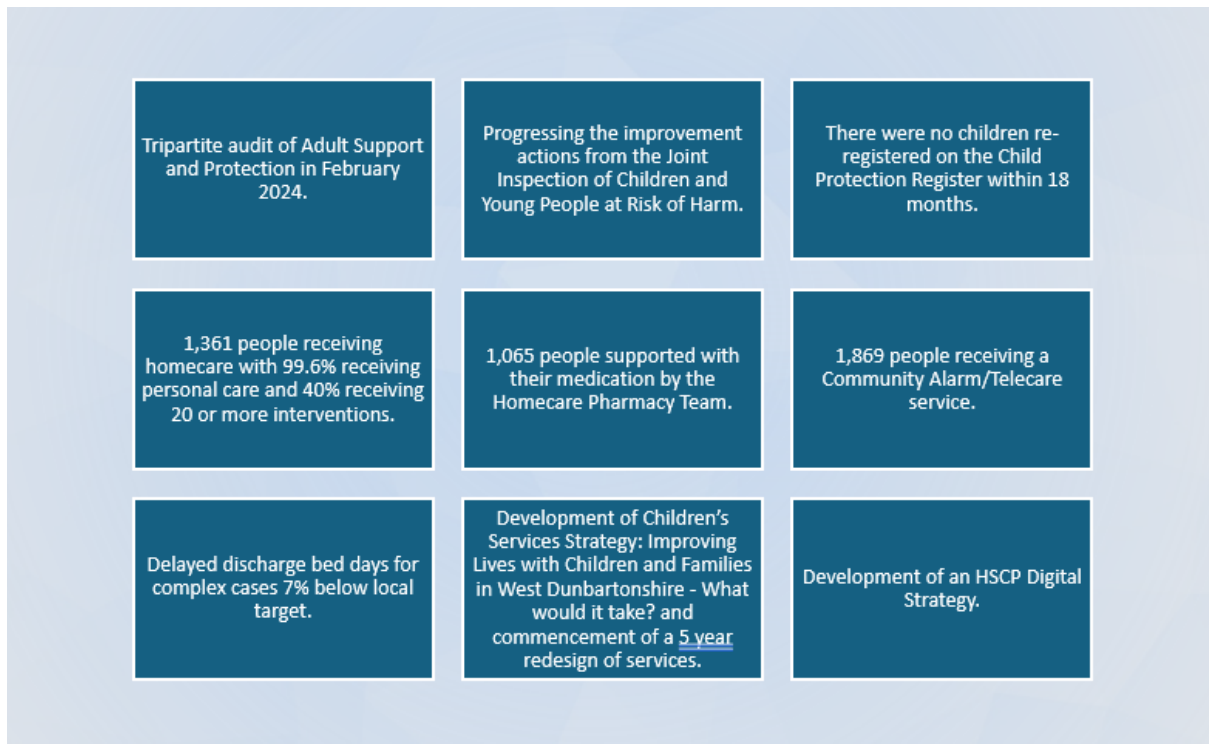 Tripartite audit of Adult Support
and Protection in February
2024.
Progressing the improvement
actions from the Joint
Inspection of Children and
Young People at Risk of Harm.
There were no children re-
registered on the Child
Protection Register within 18
months.
1,361 people receiving
homecare with 99.6% receiving
personal care and 40% receiving
20 or more interventions.
1,065 people supported with
their medication by the
Homecare Pharmacy Team.
1,869 people receiving a
Community Alarm/Telecare
service.
Delayed discharge bed days for
complex cases 7% below local
target.
Development of Children’s
Services Strategy: Improving
Lives with Children and Families
in West Dunbartonshire - What
would it take? and
commencement of a 5 year
redesign of services.
Development of an HSCP Digital
Strategy.